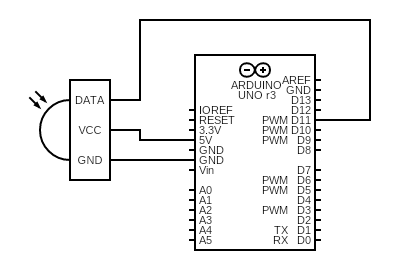 DATA
VCC
GND
ARDUINO
UNO r3
IOREF
RESET
3.3V
5V
GND
GND
Vin
A0
A1
A2
A3
A4
A5
AREF
GND
D13
D12
PWM D11
PWM D10
PWM D9
D8
D7
PWM D6
PWM D5
D4
PWM D3
D2
TX D1
RX D0